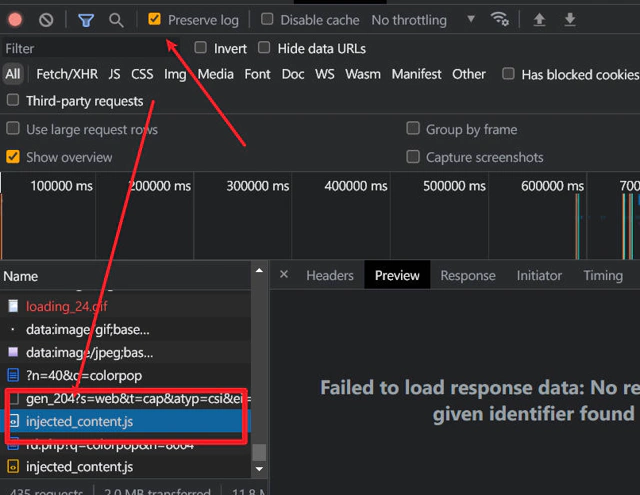 Preserve log Disable cache No throttling
Filter Invert Hide data URLs
All Fetch/XHR JS CSS Img Media Font Doc WS Wasm Manifest Other Has blocked cookies
Third-party requests
Use large request rows Group by frame
Show overview Capture screenshots
100000 ms 200000 ms 300000 ms 400000 ms 500000 ms 600000 ms 700
Name × Headers Preview Response Initiator Timing
loading_24.gif
data:image/gif;base...
data:image/jpeg;bas...
?n=40&q=colorpop
Failed to load response data: No re
given identifier found
gen_204?s=web&t=cap&atyp=csi&ei=
injected_content.js
rd.php?q=colorpop&n=8004
injected_content.js
435 requests 2.0 MB transferred 11.8 M